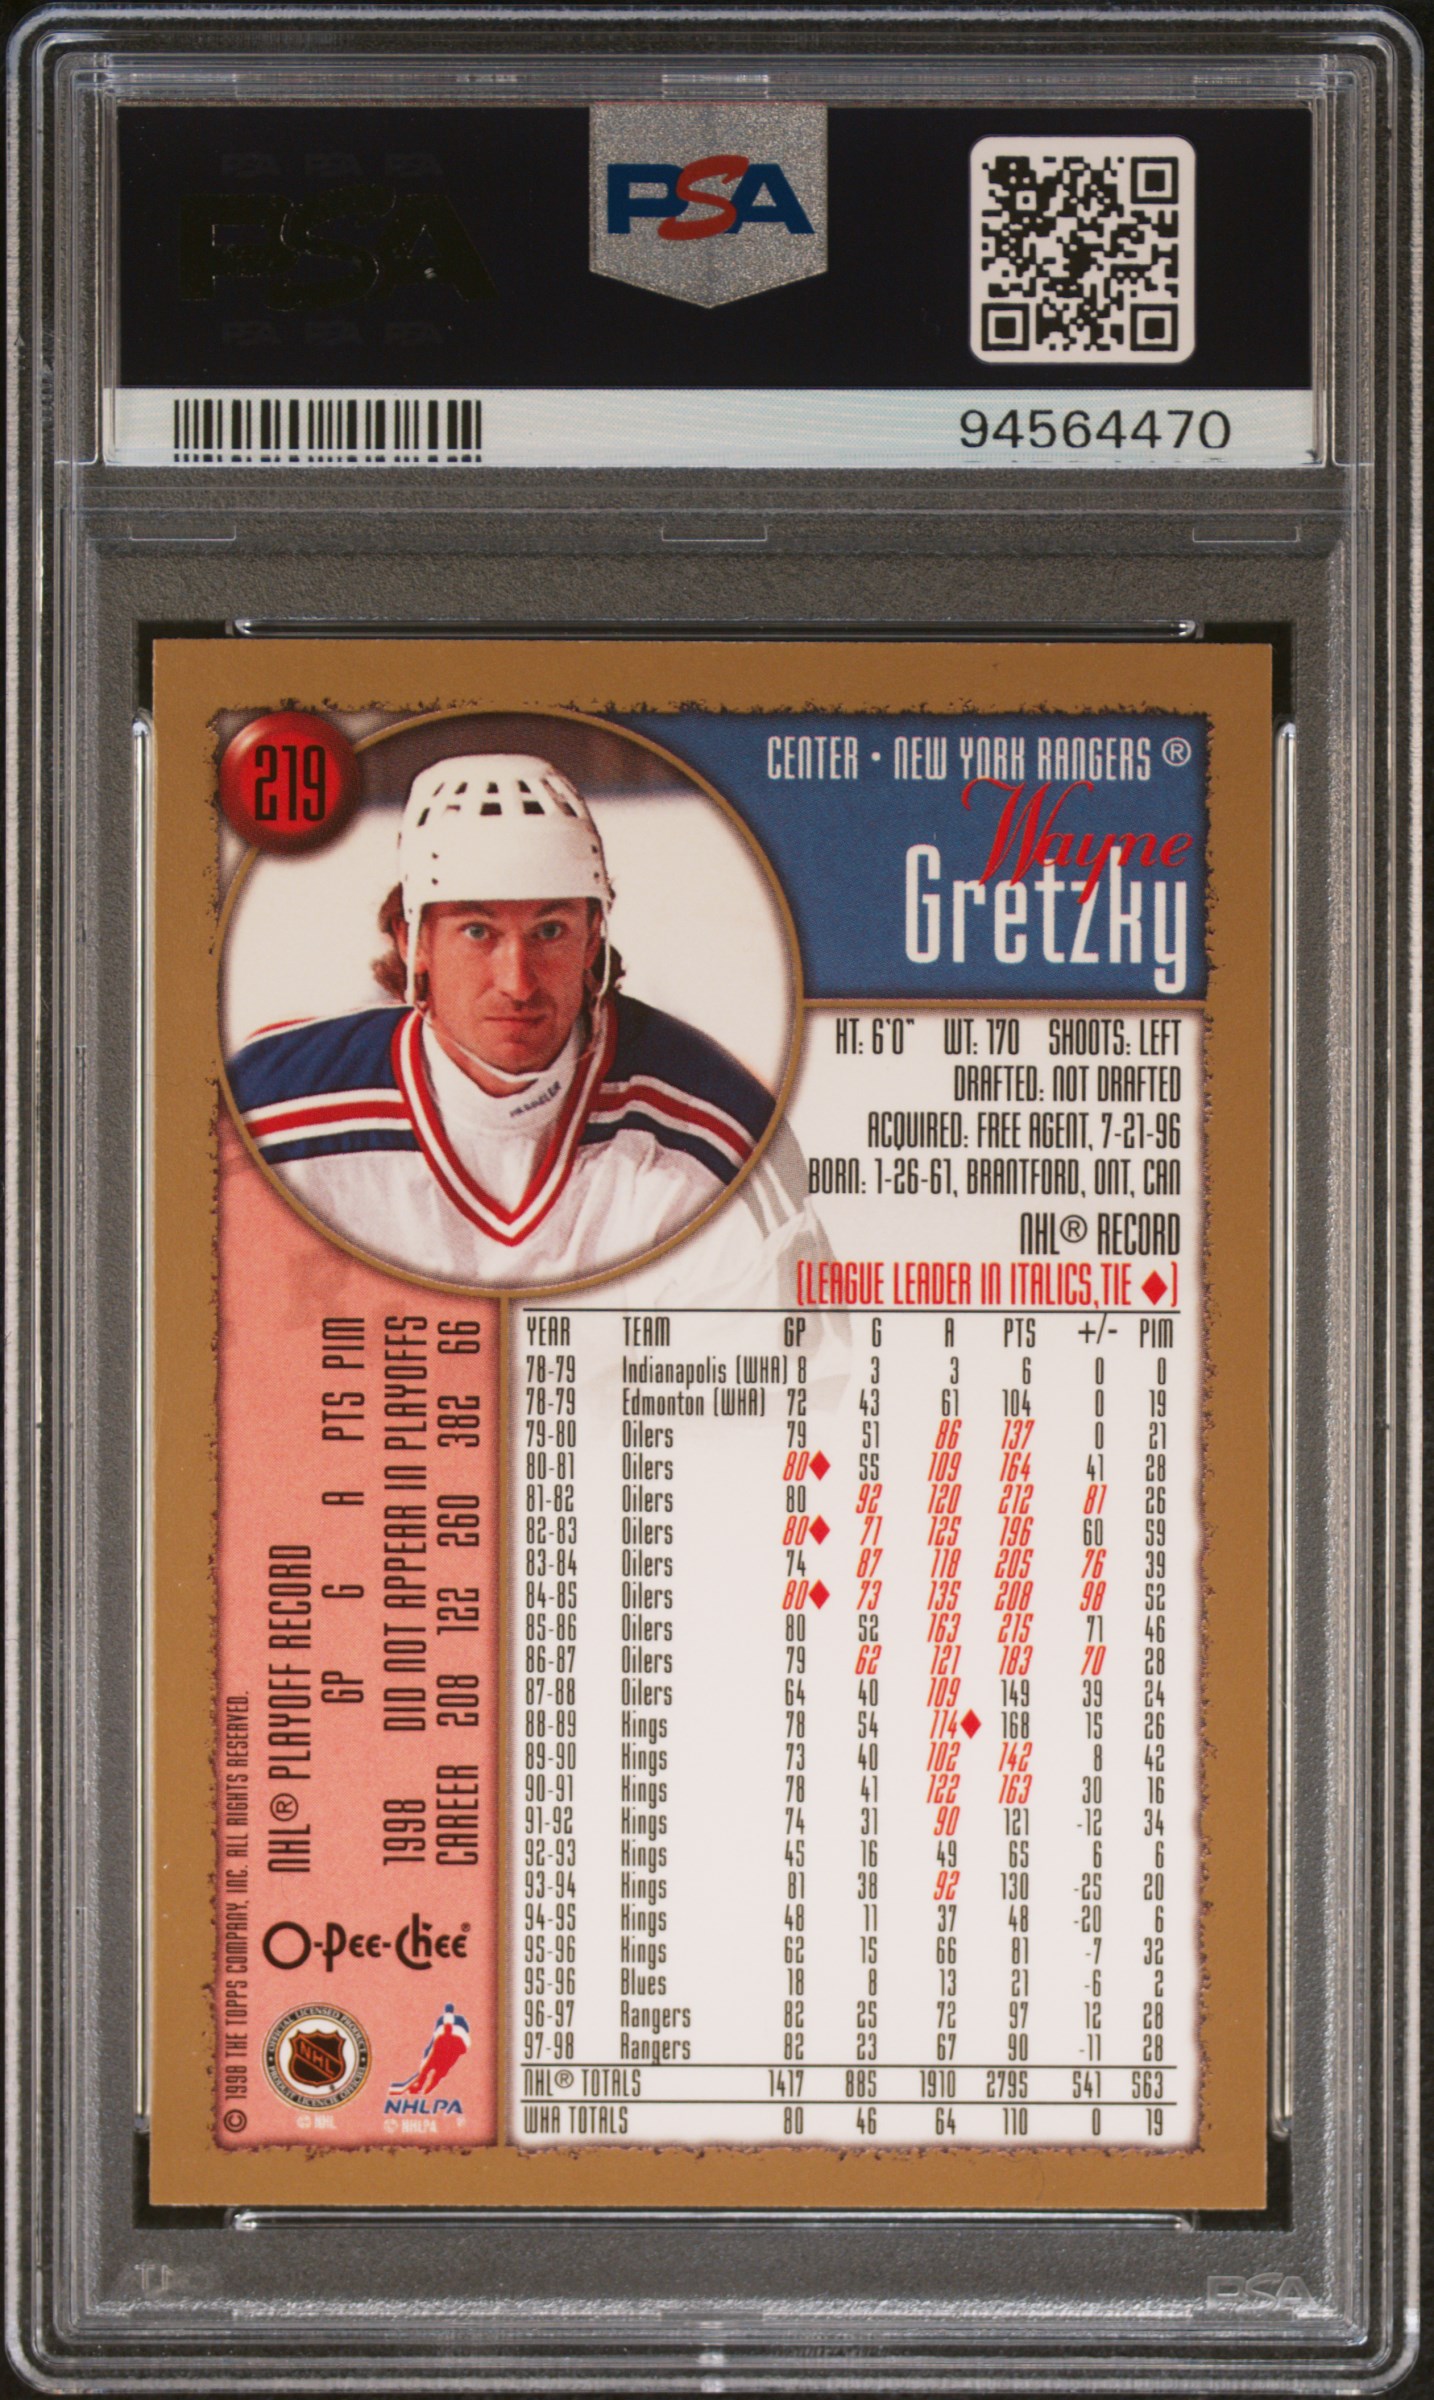 PSA PSA PSA
PSA
PSA PSA PSA
PSA
94564470
219
CENTER • NEW YORK RANGERS ®
Wayne
Gretzky
HT: 6'0" WT: 170 SHOOTS: LEFT
DRAFTED: NOT DRAFTED
ACQUIRED: FREE AGENT, 7-21-96
BORN: 1-26-61, BRANTFORD, ONT, CAN
NHL® RECORD
(LEAGUE LEADER IN ITALICS, TIE ♦)
YEAR TEAM GP G A PTS +/- PIM
78-79 Indianapolis (WHA) 8 3 3 6 0 0
78-79 Edmonton (WHA) 72 43 61 104 0 19
79-80 Oilers 79 51 86 137 0 21
80-81 Oilers 80♦ 55 109 164 41 28
81-82 Oilers 80 92 120 212 81 26
82-83 Oilers 80♦ 71 125 196 60 59
83-84 Oilers 74 87 118 205 76 39
84-85 Oilers 80♦ 73 135 208 98 52
85-86 Oilers 80 52 163 215 71 46
86-87 Oilers 79 62 121 183 70 28
87-88 Oilers 64 40 109 149 39 24
88-89 Kings 78 54 114♦ 168 15 26
89-90 Kings 73 40 102 142 8 42
90-91 Kings 78 41 122 163 30 16
91-92 Kings 74 31 90 121 -12 34
92-93 Kings 45 16 49 65 6 6
93-94 Kings 81 38 92 130 -25 20
94-95 Kings 48 11 37 48 -20 6
95-96 Kings 62 15 66 81 -7 32
95-96 Blues 18 8 13 21 -6 2
96-97 Rangers 82 25 72 97 12 28
97-98 Rangers 82 23 67 90 -11 28
NHL® TOTALS 1417 885 1910 2795 541 563
WHA TOTALS 80 46 64 110 0 19
NHL® PLAYOFF RECORD
GP G A PTS PIM
1998 DID NOT APPEAR IN PLAYOFFS
CAREER 208 122 260 382 66
© 1998 THE TOPPS COMPANY, INC. ALL RIGHTS RESERVED.
O-Pee-Chee®
OFFICIAL LICENSED PRODUCT
NHL
© NHL
NHLPA
© NHLPA
PSA